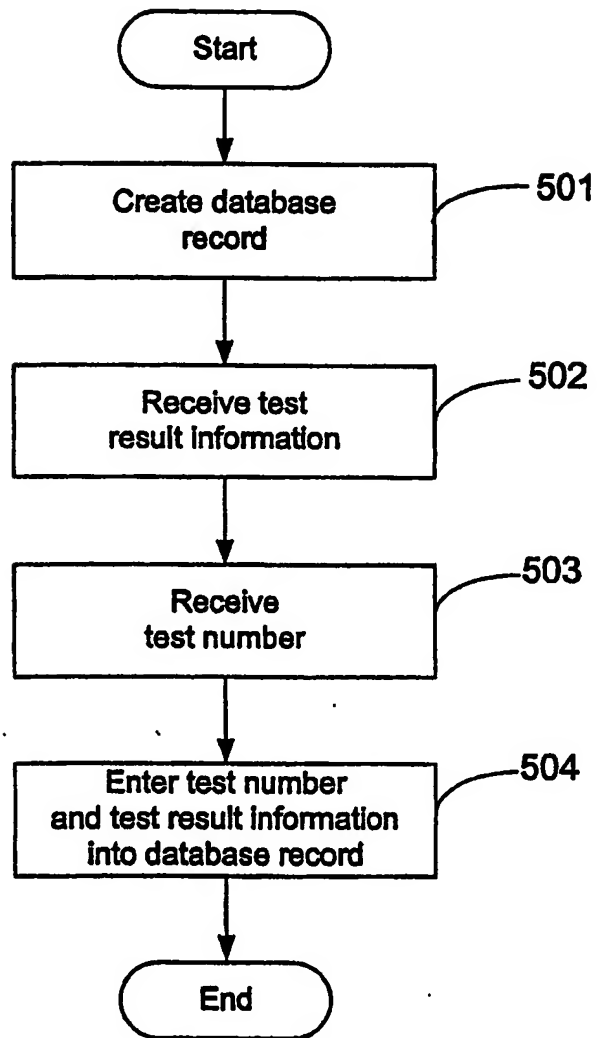 Start
Create database
record
501
Receive test
result information
502
Receive
test number
503
Enter test number
and test result information
into database record
504
End